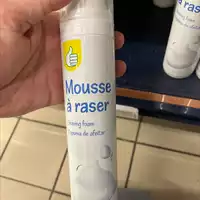 Mousse
à raser
Shaving foam
Espuma de afeitar